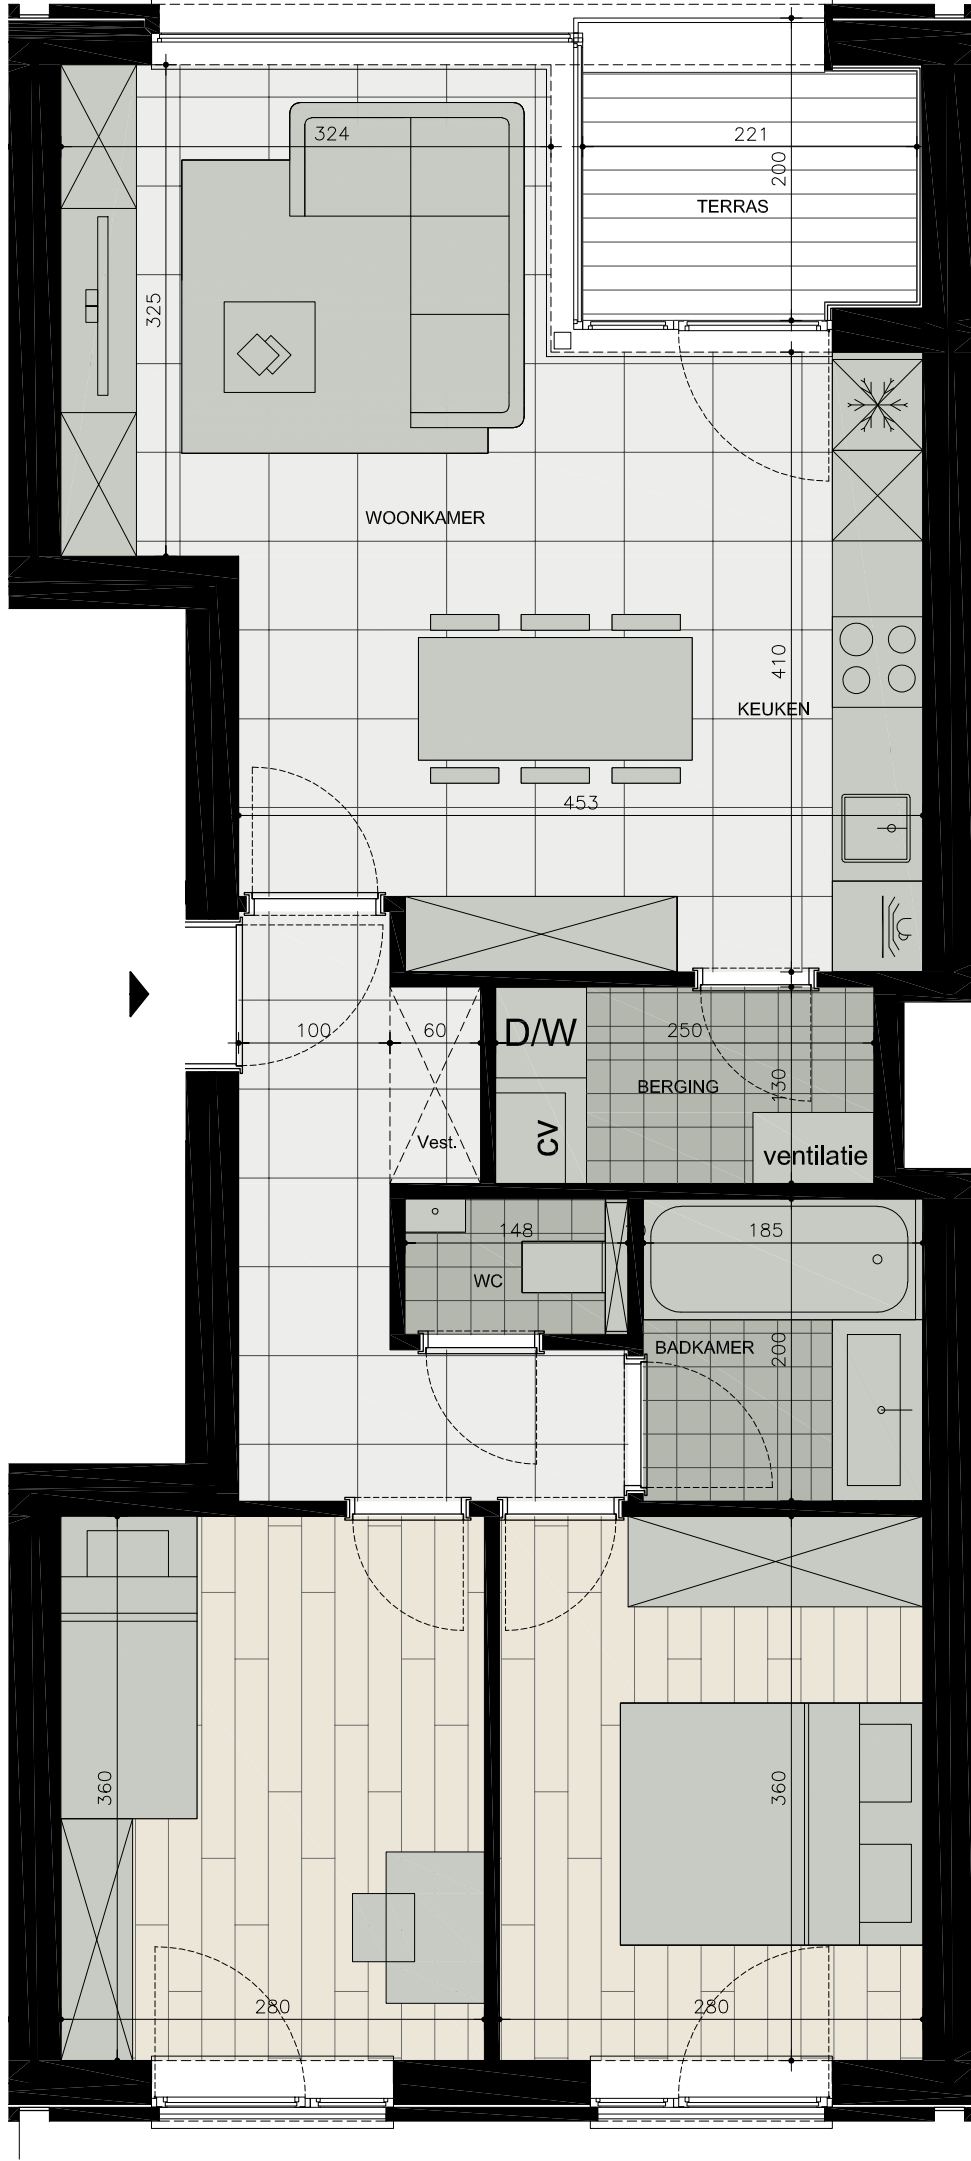 324
221
200
TERRAS
325
WOONKAMER
410
KEUKEN
453
100
60
D/W
250
BERGING
130
Vest.
CV
ventilatie
148
185
WC
BADKAMER
200
360
360
280
280